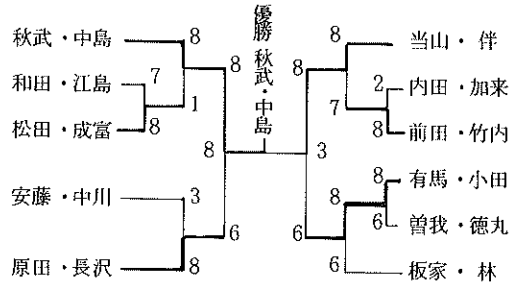 優勝 秋武・中島
秋武・中島
和田・江島
松田・成富
安藤・中川
原田・長沢
8
7
8
1
3
8
8
6
8
3
8
6
8
7
8
6
2
8
8
6
6
当山・伴
内田・加来
前田・竹内
有馬・小田
曽我・徳丸
板家・林